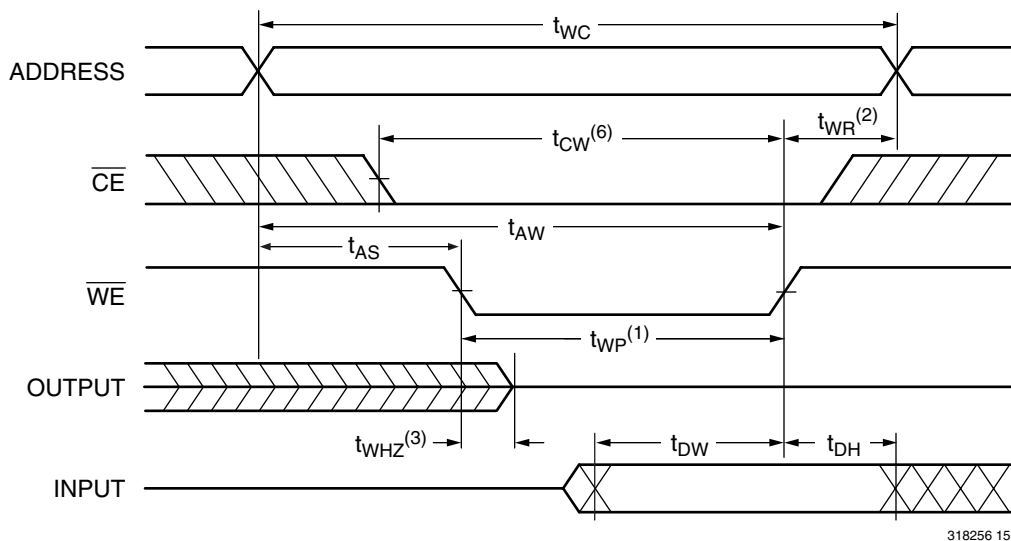 tWC
ADDRESS
tCW(6)
tWR(2)
CE
tAW
tAS
WE
tWP(1)
OUTPUT
tWHZ(3)
tDW
tDH
INPUT
318256 15